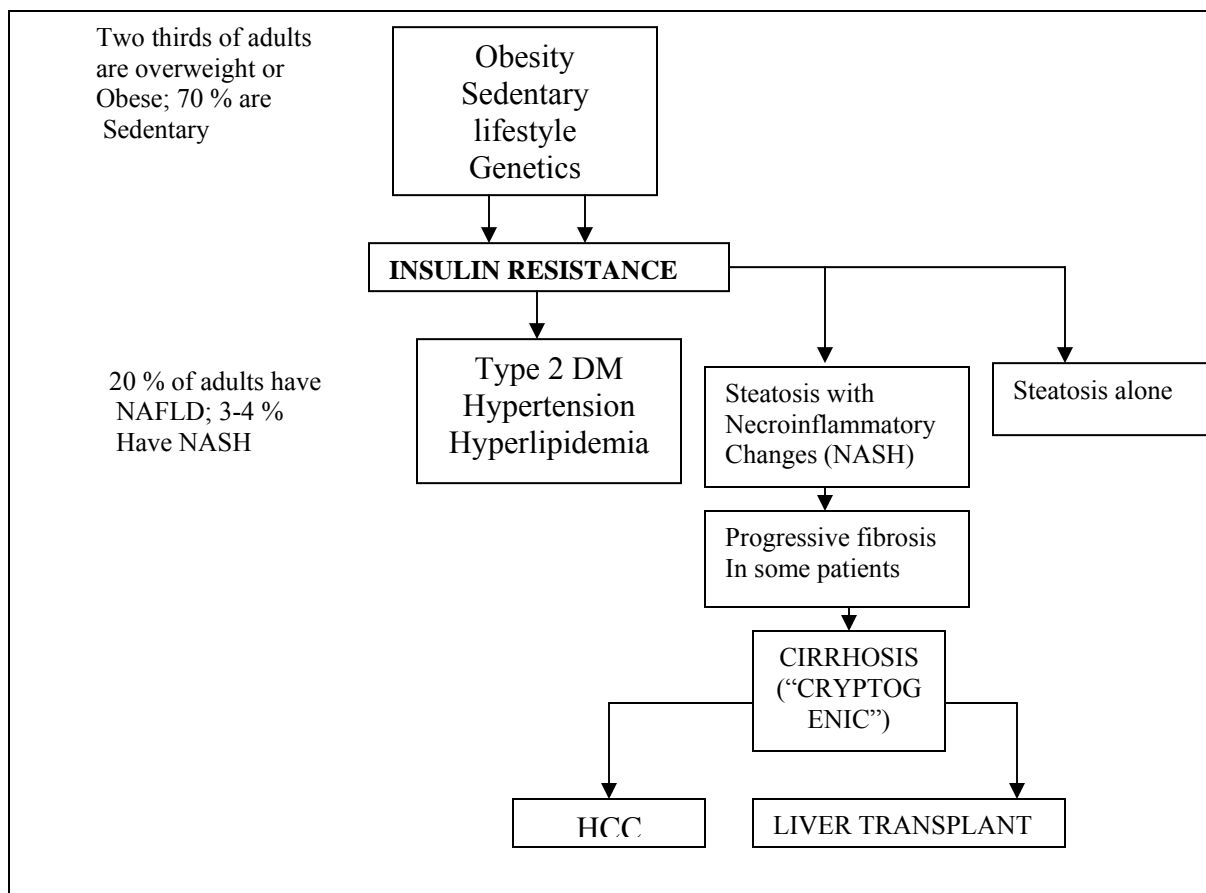 Two thirds of adults
are overweight or
Obese; 70 % are
Sedentary
Obesity
Sedentary
lifestyle
Genetics
INSULIN RESISTANCE
20 % of adults have
NAFLD; 3-4 %
Have NASH
Type 2 DM
Hypertension
Hyperlipidemia
Steatosis with
Necroinflammatory
Changes (NASH)
Steatosis alone
Progressive fibrosis
In some patients
CIRRHOSIS
(“CRYPTOG
ENIC”)
HCC
LIVER TRANSPLANT